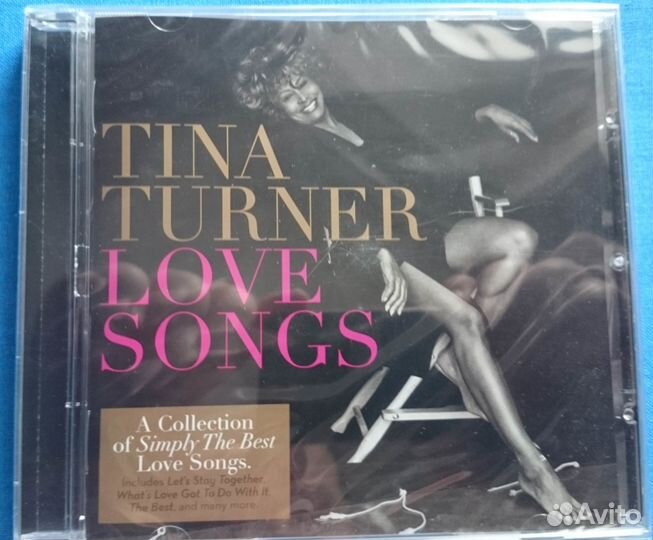 TINA
TURNER
LOVE
SONGS
A Collection
of Simply The Best
Love Songs.
Includes Let's Stay Together,
What's Love Got To Do With It,
The Best, and many more.
Avito